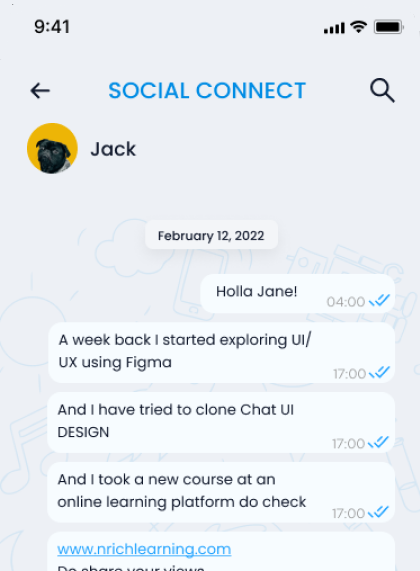 9:41
SOCIAL CONNECT
Jack
February 12, 2022
Holla Jane!
04:00
A week back I started exploring UI/
UX using Figma
17:00
And I have tried to clone Chat UI
DESIGN
17:00
And I took a new course at an
online learning platform do check
17:00
www.nrichlearning.com
Do share your views